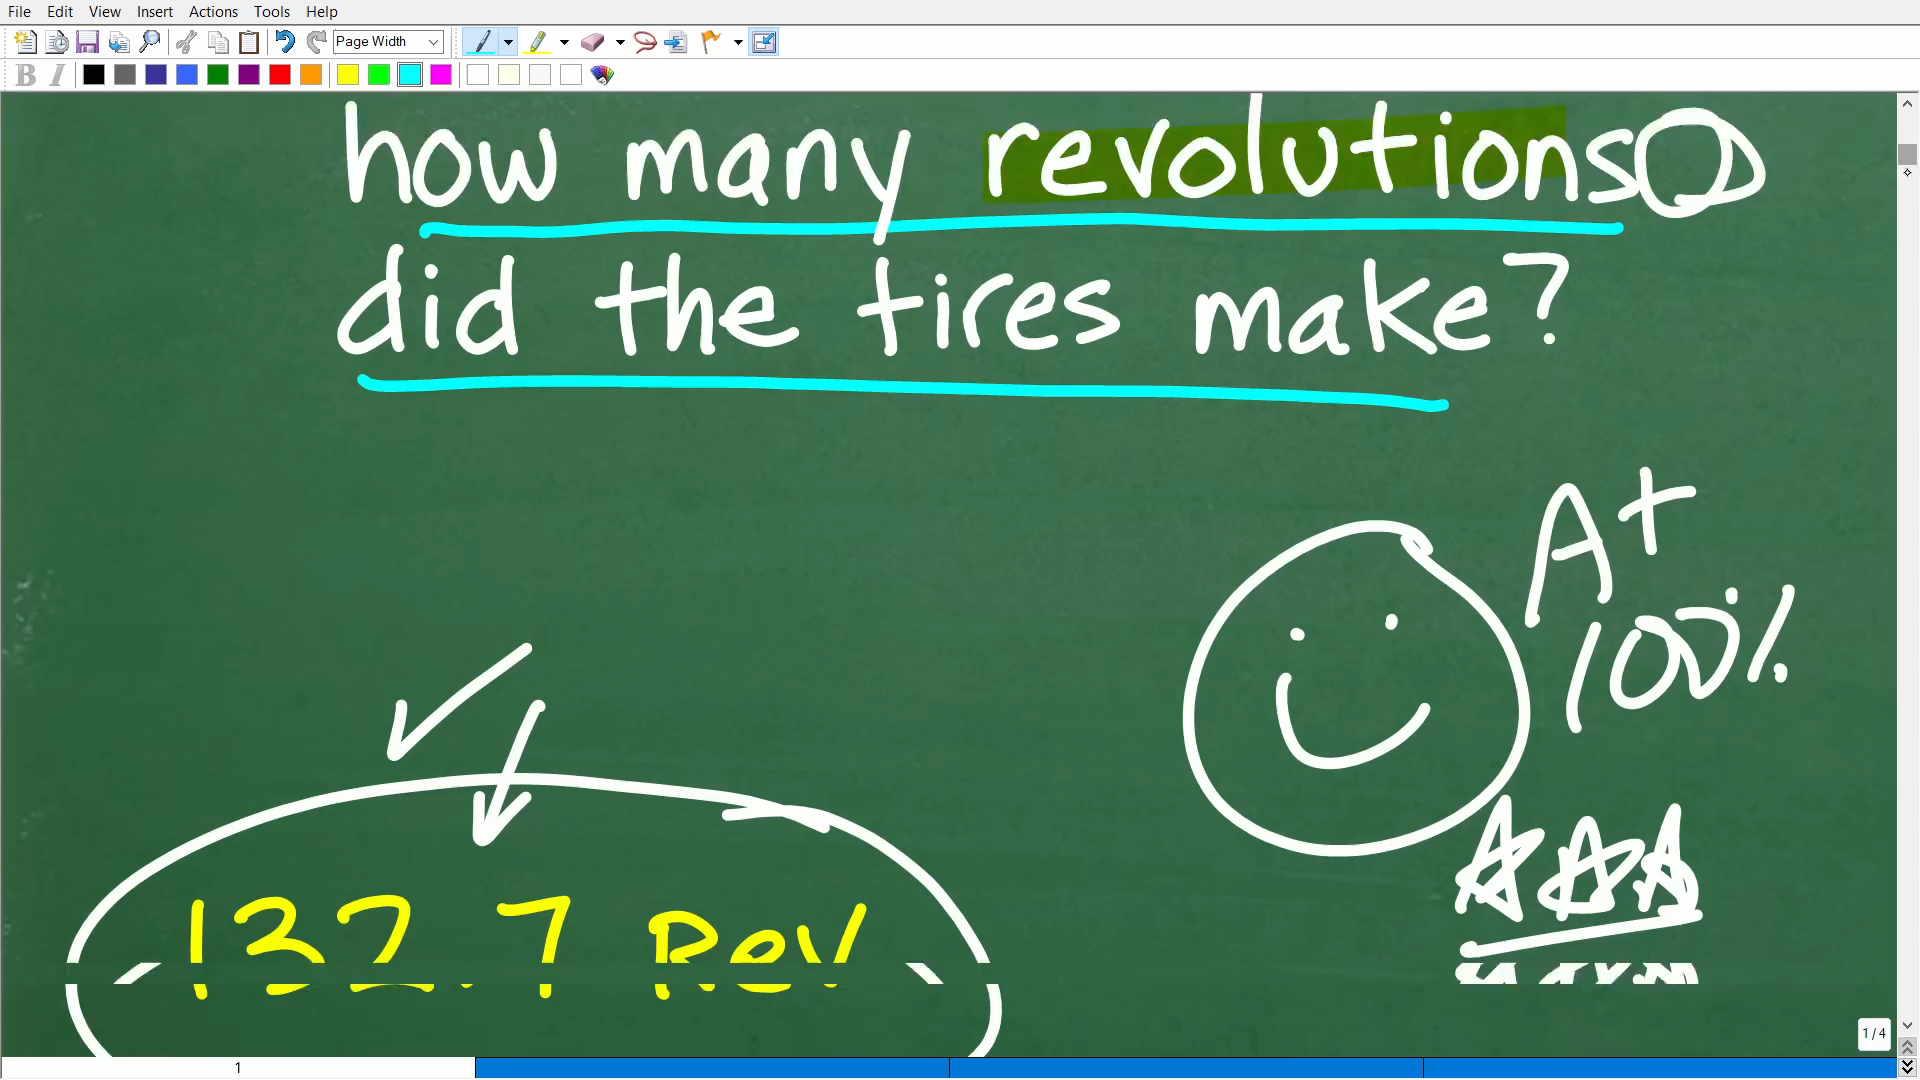 File Edit View Insert Actions Tools Help
Page Width
B I
how many revolutions
did the tires make?
A+
100%
132.7 Rev
1 / 4
1